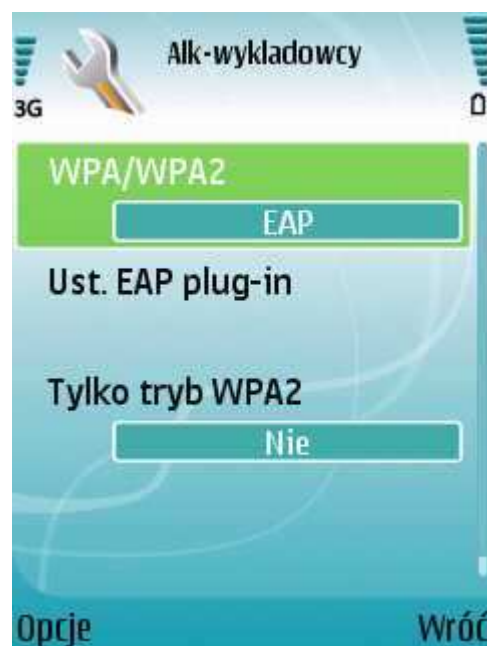 Alk-wykladowcy
3G
WPA/WPA2
EAP
Ust. EAP plug-in
Tylko tryb WPA2
Nie
Opcje
Wróć